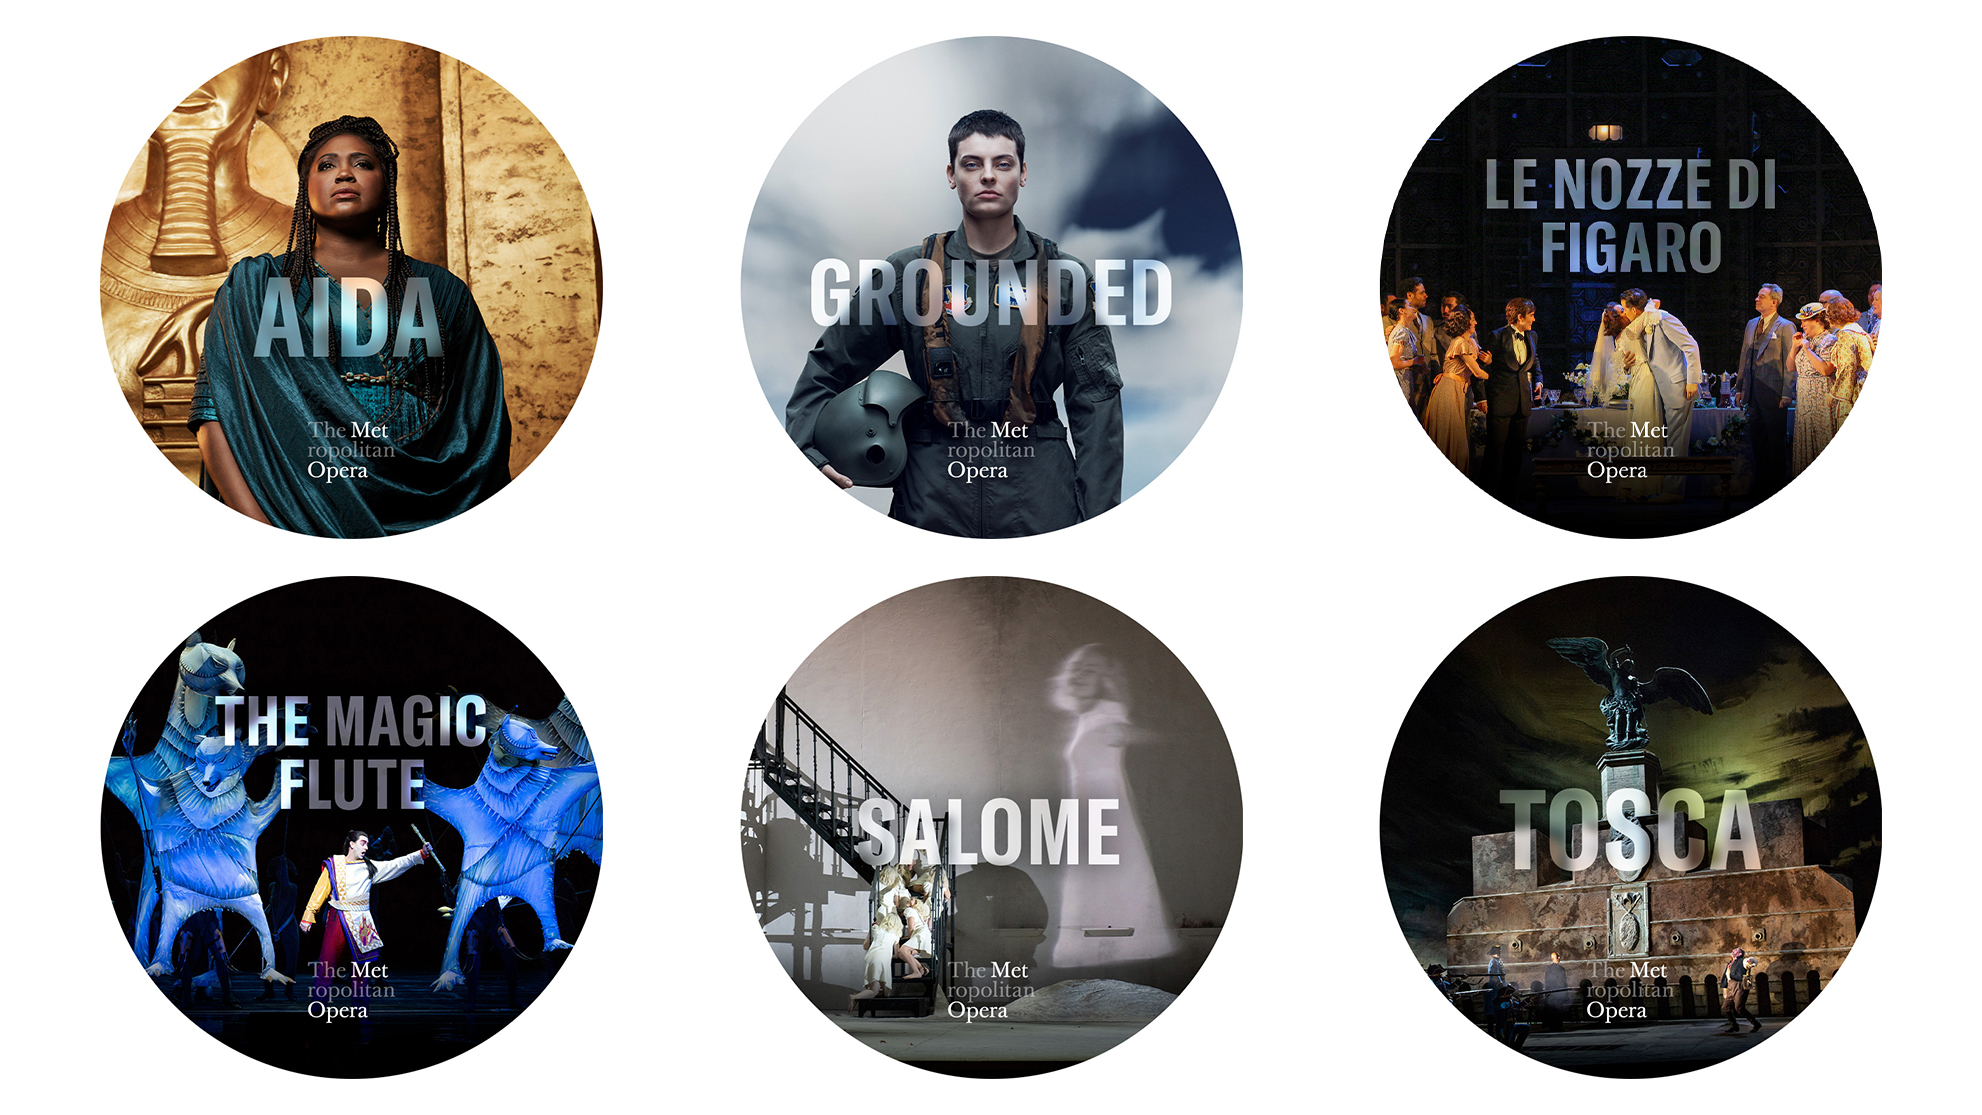 AIDA
The Met
ropolitan
Opera
GROUNDED
The Met
ropolitan
Opera
LE NOZZE DI
FIGARO
The Met
ropolitan
Opera
THE MAGIC
FLUTE
The Met
ropolitan
Opera
SALOME
The Met
ropolitan
Opera
TOSCA
The Met
ropolitan
Opera